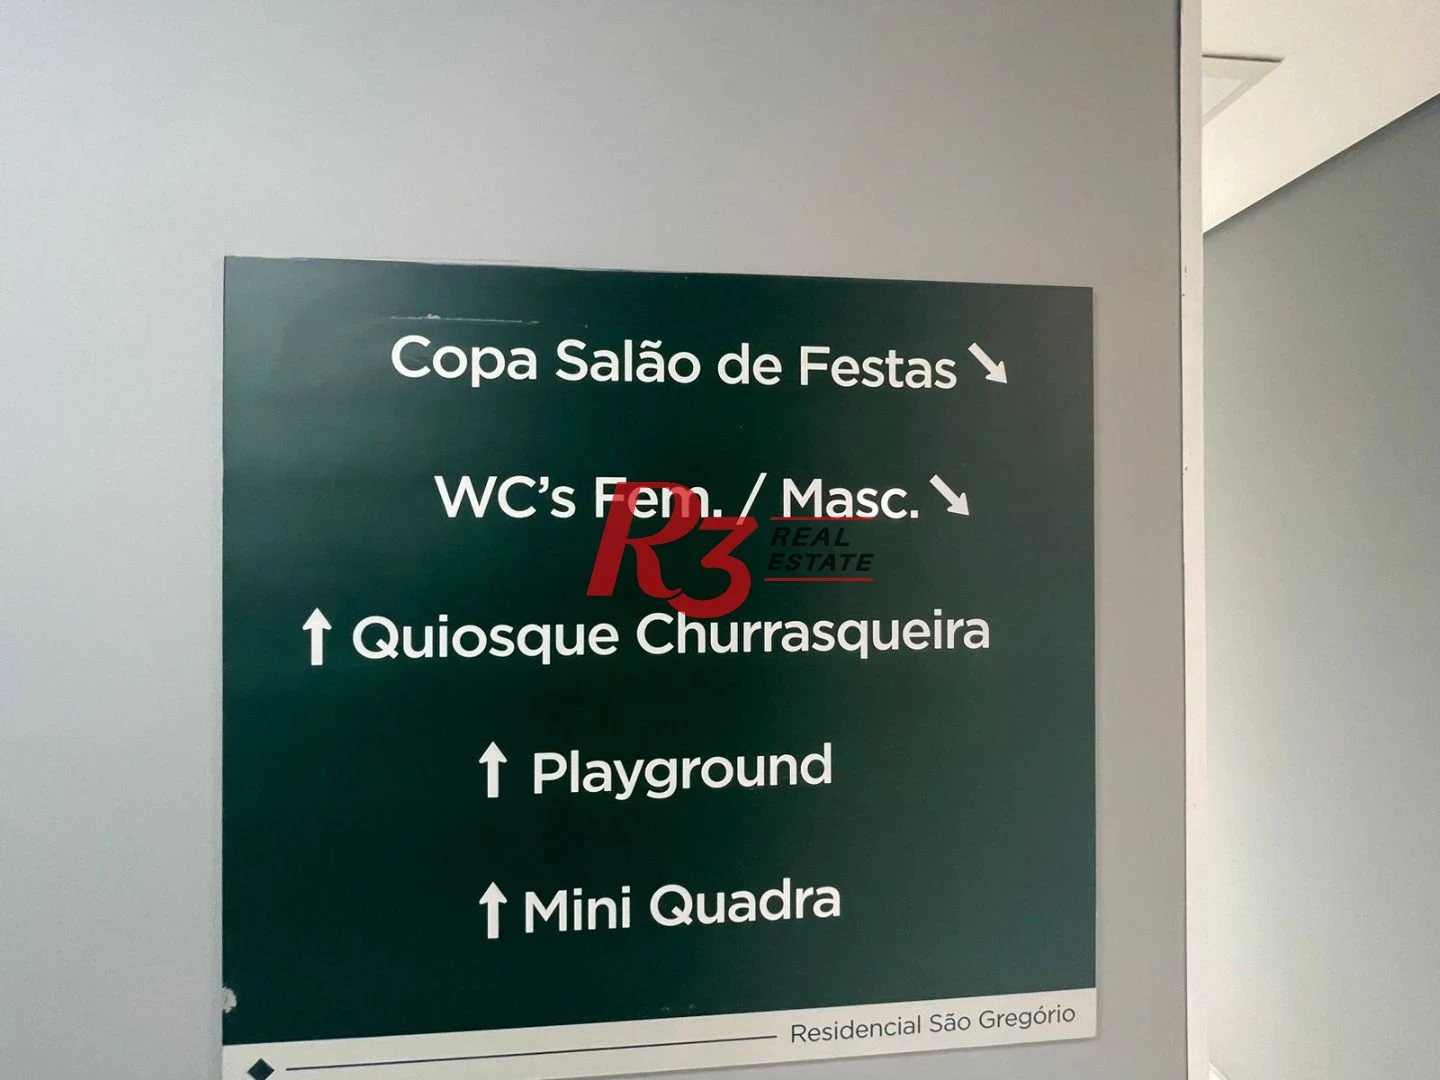 Copa Salão de Festas ↘
WC's Fem. / Masc. ↘
R3 REAL ESTATE
↑ Quiosque Churrasqueira
↑ Playground
↑ Mini Quadra
Residencial São Gregório